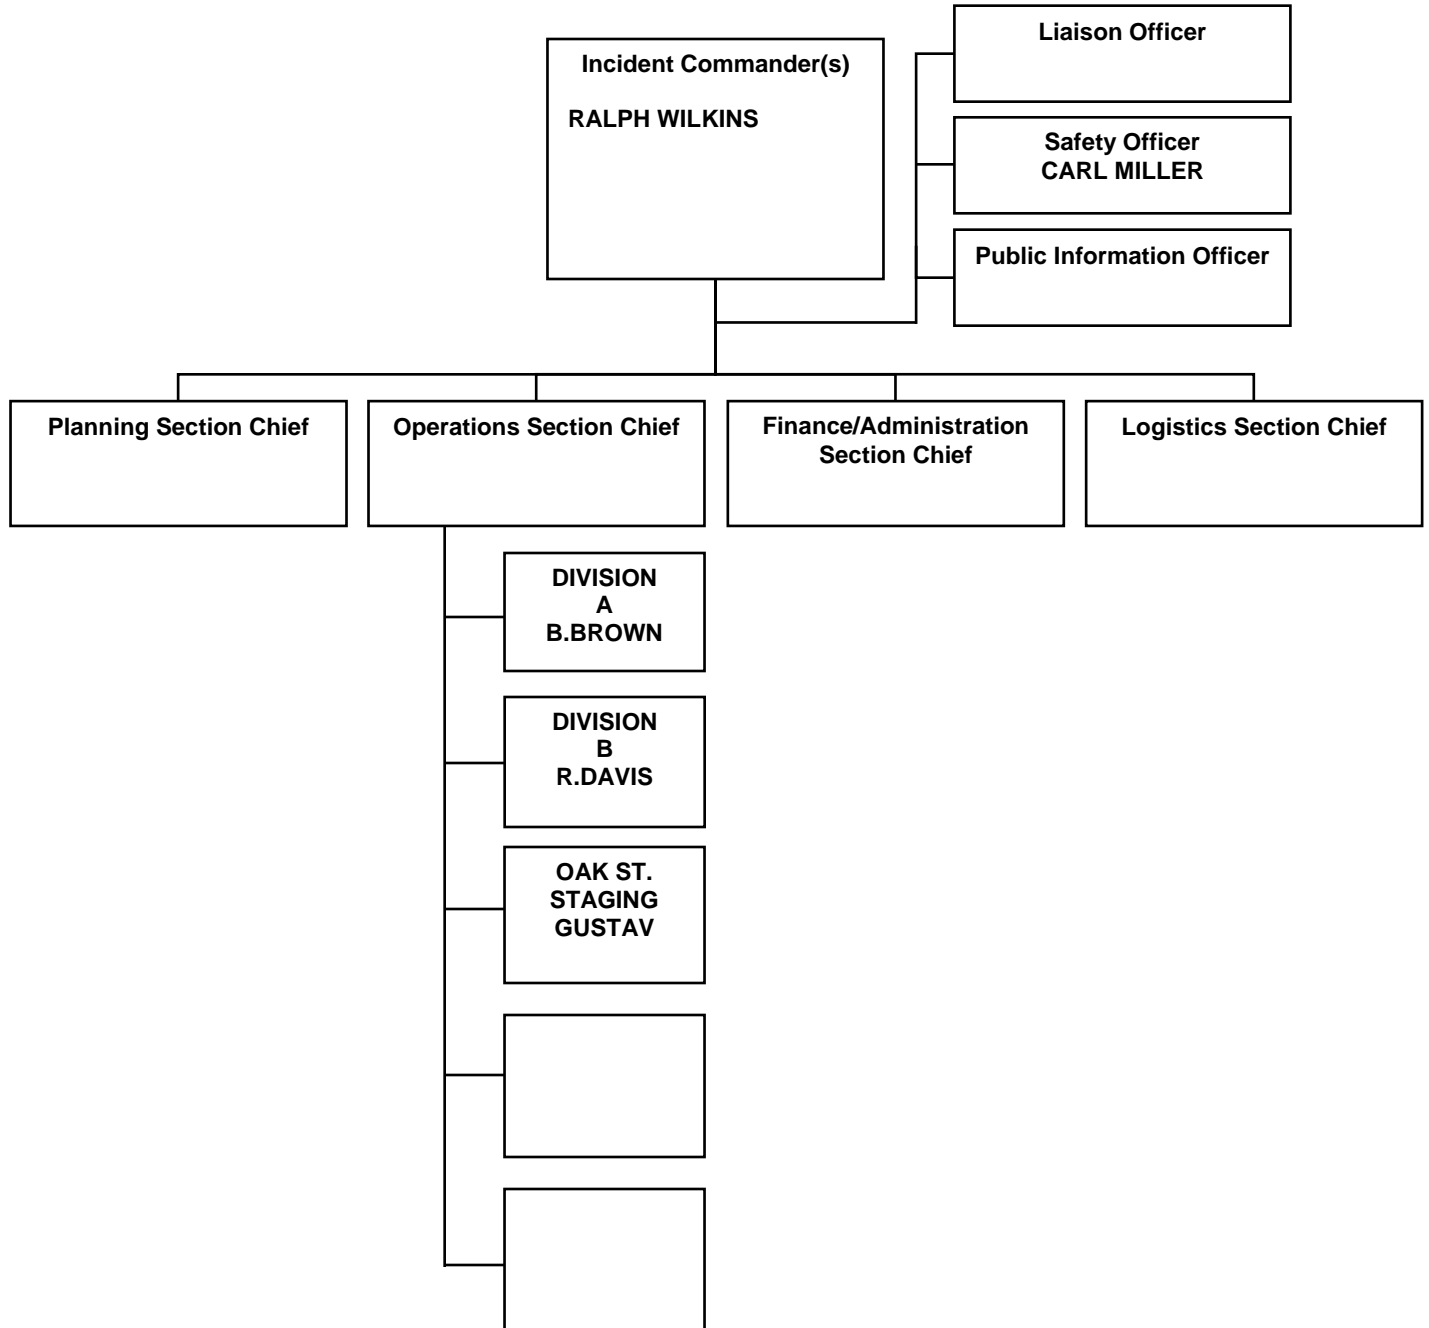 Incident Commander(s)
RALPH WILKINS
Liaison Officer
Safety Officer
CARL MILLER
Public Information Officer
Planning Section Chief
Operations Section Chief
Finance/Administration
Section Chief
Logistics Section Chief
DIVISION
A
B.BROWN
DIVISION
B
R.DAVIS
OAK ST.
STAGING
GUSTAV